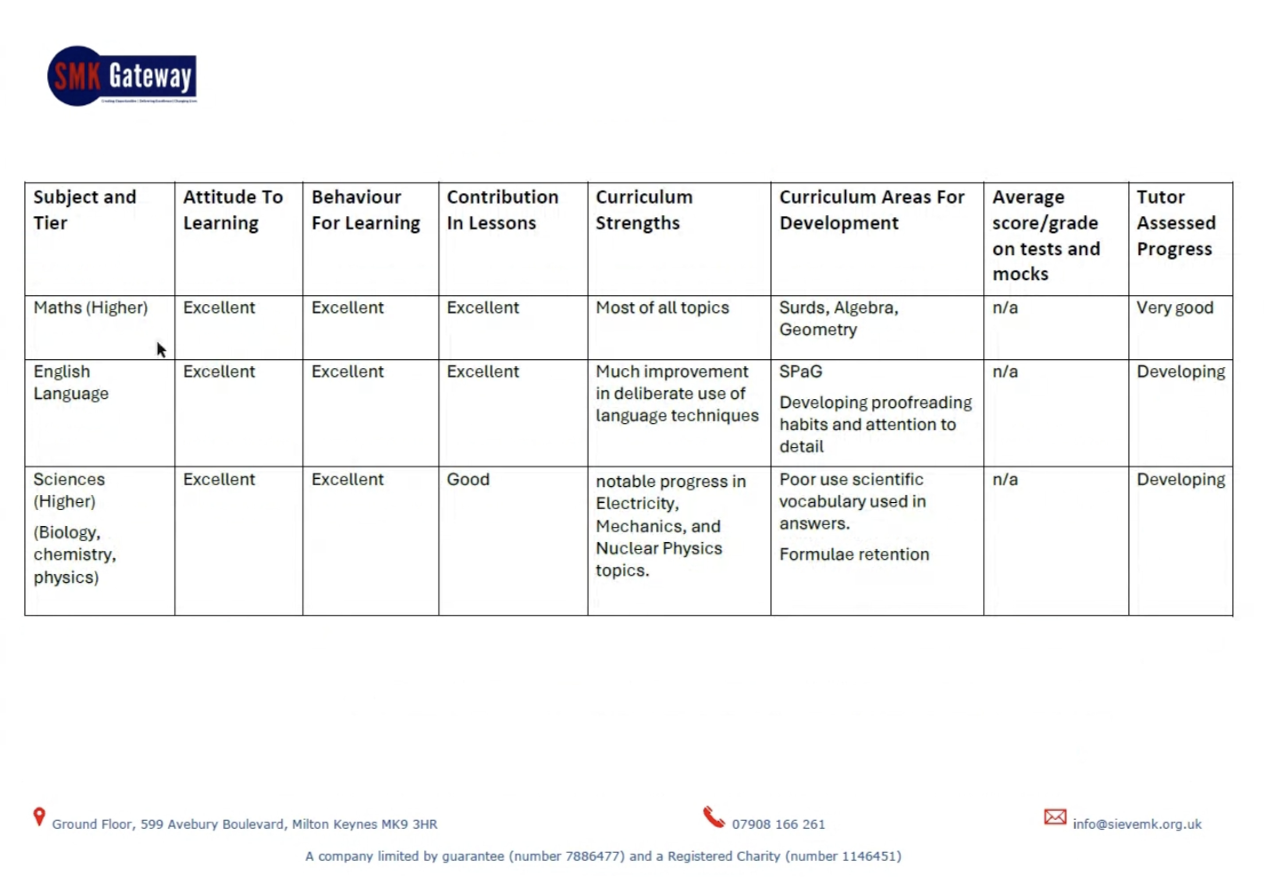 SMK Gateway
Subject and Tier
Attitude To Learning
Behaviour For Learning
Contribution In Lessons
Curriculum Strengths
Curriculum Areas For Development
Average score/grade on tests and mocks
Tutor Assessed Progress
Maths (Higher)
Excellent
Excellent
Excellent
Most of all topics
Surds, Algebra,
Geometry
n/a
Very good
English
Language
Excellent
Excellent
Excellent
Much improvement
in deliberate use of
language techniques
SPaG
Developing proofreading
habits and attention to
detail
n/a
Developing
Sciences
(Higher)
(Biology,
chemistry,
physics)
Excellent
Excellent
Good
notable progress in
Electricity,
Mechanics, and
Nuclear Physics
topics.
Poor use scientific
vocabulary used in
answers.
Formulae retention
n/a
Developing
Ground Floor, 599 Avebury Boulevard, Milton Keynes MK9 3HR
07908 166 261
info@sievemk.org.uk
A company limited by guarantee (number 7886477) and a Registered Charity (number 1146451)